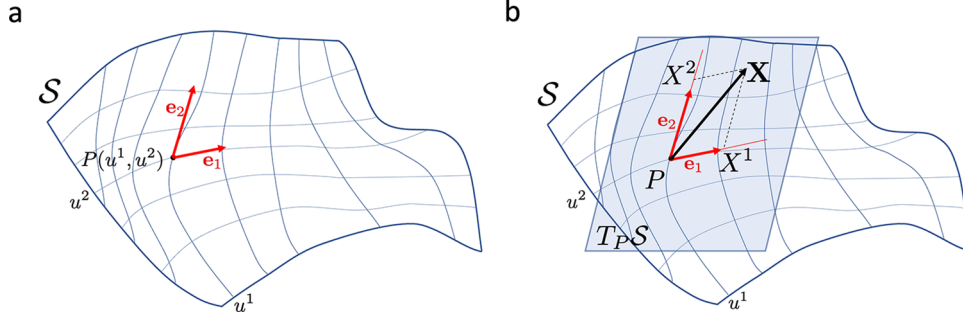 a
𝒮
e₂
P(u¹, u²)
e₁
u²
u¹
b
𝒮
X²
X
e₂
e₁
X¹
P
u²
T_P𝒮
u¹